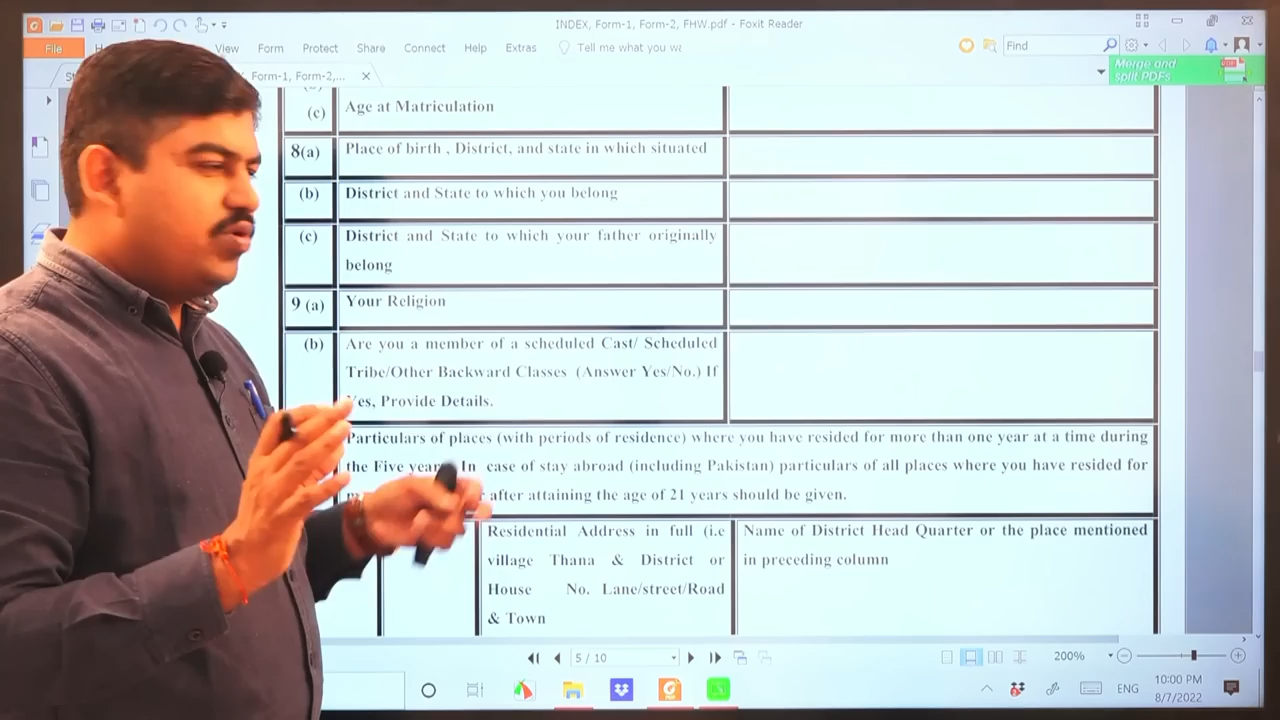 INDEX, Form-1, Form-2, FHW.pdf - Foxit Reader
File
View Form Protect Share Connect Help Extras Tell me what you
Find
Form-1, Form-2,...
Merge and
split PDFs
(c) Age at Matriculation
8(a) Place of birth , District, and state in which situated
(b) District and State to which you belong
(c) District and State to which your father originally
belong
9 (a) Your Religion
(b) Are you a member of a scheduled Cast/ Scheduled
Tribe/Other Backward Classes (Answer Yes/No.) If
Yes, Provide Details.
Particulars of places (with periods of residence) where you have resided for more than one year at a time during
the Five In case of stay abroad (including Pakistan) particulars of all places where you have resided for
after attaining the age of 21 years should be given.
Residential Address in full (i.e
village Thana & District or
House No. Lane/street/Road
& Town
Name of District Head Quarter or the place mentioned
in preceding column
5 / 10
200%
ENG
10:00 PM
8/7/2022